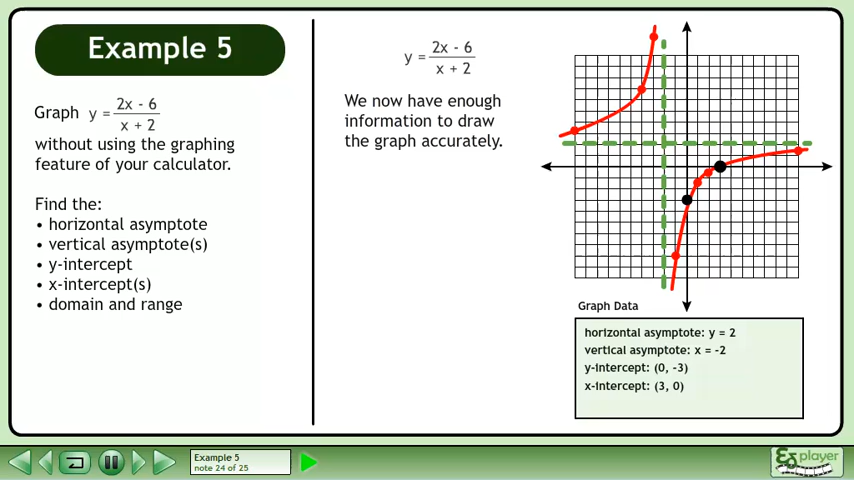 Example 5
Graph y = 2x - 6
x + 2
without using the graphing
feature of your calculator.
Find the:
• horizontal asymptote
• vertical asymptote(s)
• y-intercept
• x-intercept(s)
• domain and range
y = 2x - 6
x + 2
We now have enough
information to draw
the graph accurately.
Graph Data
horizontal asymptote: y = 2
vertical asymptote: x = -2
y-intercept: (0, -3)
x-intercept: (3, 0)
Example 5
note 24 of 25
player